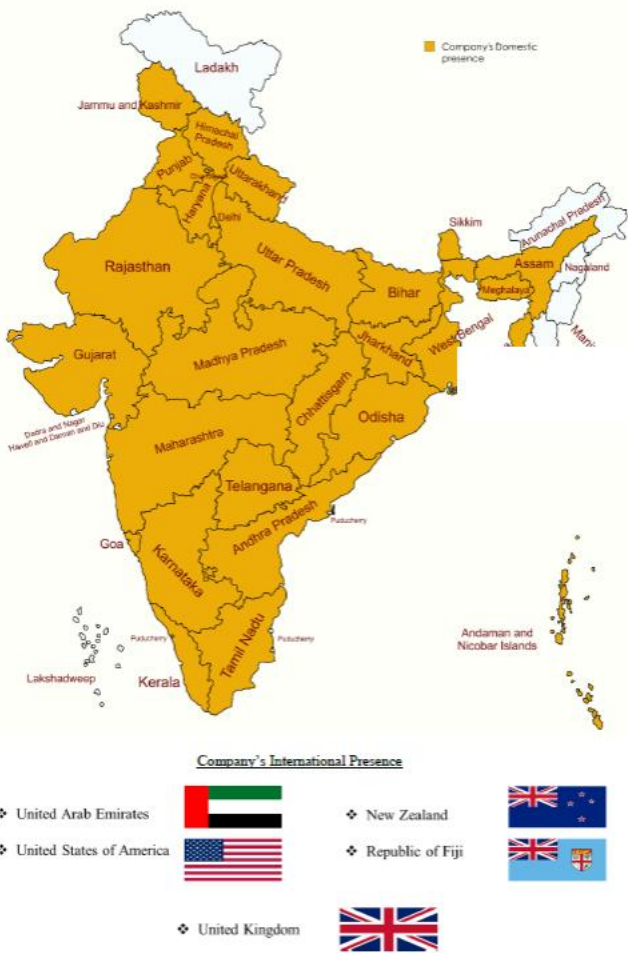 Company's Domestic
presence
Ladakh
Jammu and Kashmir
Himachal
Pradesh
Punjab
Uttarakhand
Haryana
Delhi
Sikkim
Arunachal Pradesh
Rajasthan
Uttar Pradesh
Assam
Nagaland
Bihar
Meghalaya
West Bengal
Jharkhand
Gujarat
Madhya Pradesh
Chhattisgarh
Odisha
Dadra and Nagar
Haveli and Daman and Diu
Maharashtra
Telangana
Andhra Pradesh
Puducherry
Goa
Karnataka
Puducherry
Puducherry
Tamil Nadu
Andaman and
Nicobar Islands
Lakshadweep
Kerala
Company's International Presence
❖ United Arab Emirates
❖ New Zealand
❖ United States of America
❖ Republic of Fiji
❖ United Kingdom